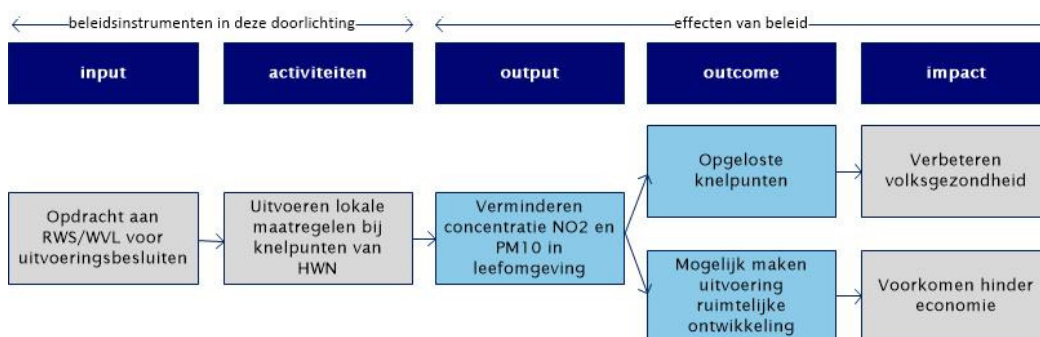 beleidsinstrumenten in deze doorlichting
effecten van beleid
input
activiteiten
output
outcome
impact
Opdracht aan
RWS/WVL voor
uitvoeringsbesluiten
Uitvoeren lokale
maatregelen bij
knelpunten van
HWN
Verminderen
concentratie NO2 en
PM10 in
leefomgeving
Opgeloste
knelpunten
Verbeteren
volksgezondheid
Mogelijk maken
uitvoering
ruimtelijke
ontwikkeling
Voorkomen hinder
economie